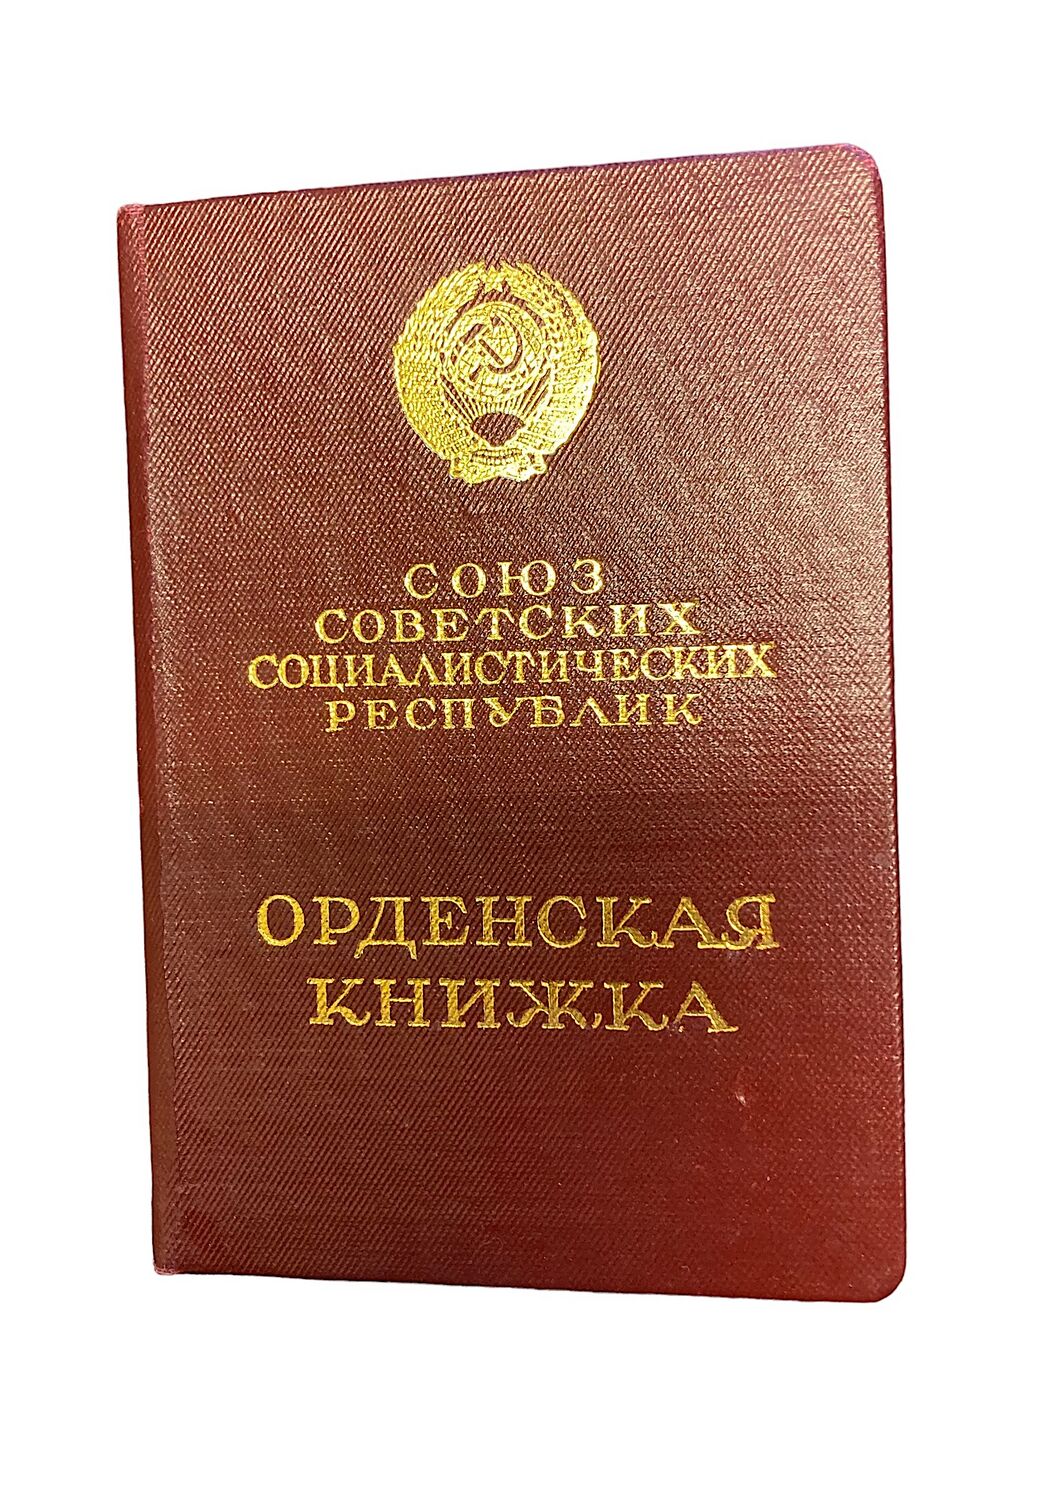 СОЮЗ
СОВЕТСКИХ
СОЦИАЛИСТИЧЕСКИХ
РЕСПУБЛИК
ОРДЕНСКАЯ
КНИЖКА